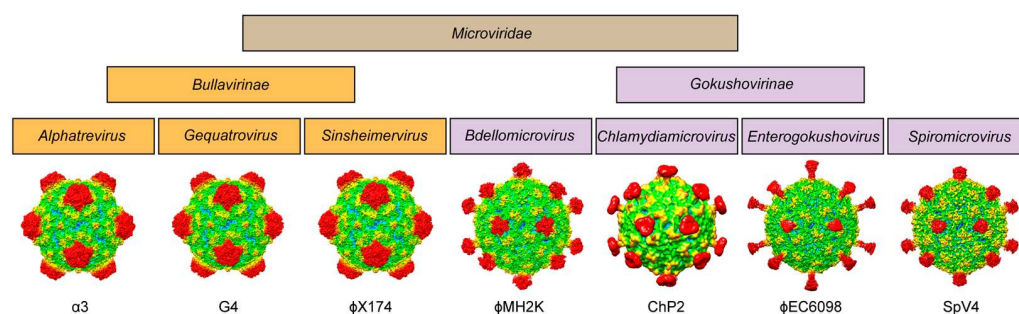 Microviridae
Bullavirinae
Gokushovirinae
Alphatrevirus
Gequatrovirus
Sinsheimervirus
Bdellomicrovirus
Chlamydiamicrovirus
Enterogokushovirus
Spiromicrovirus
α3
G4
ϕX174
ϕMH2K
ChP2
ϕEC6098
SpV4